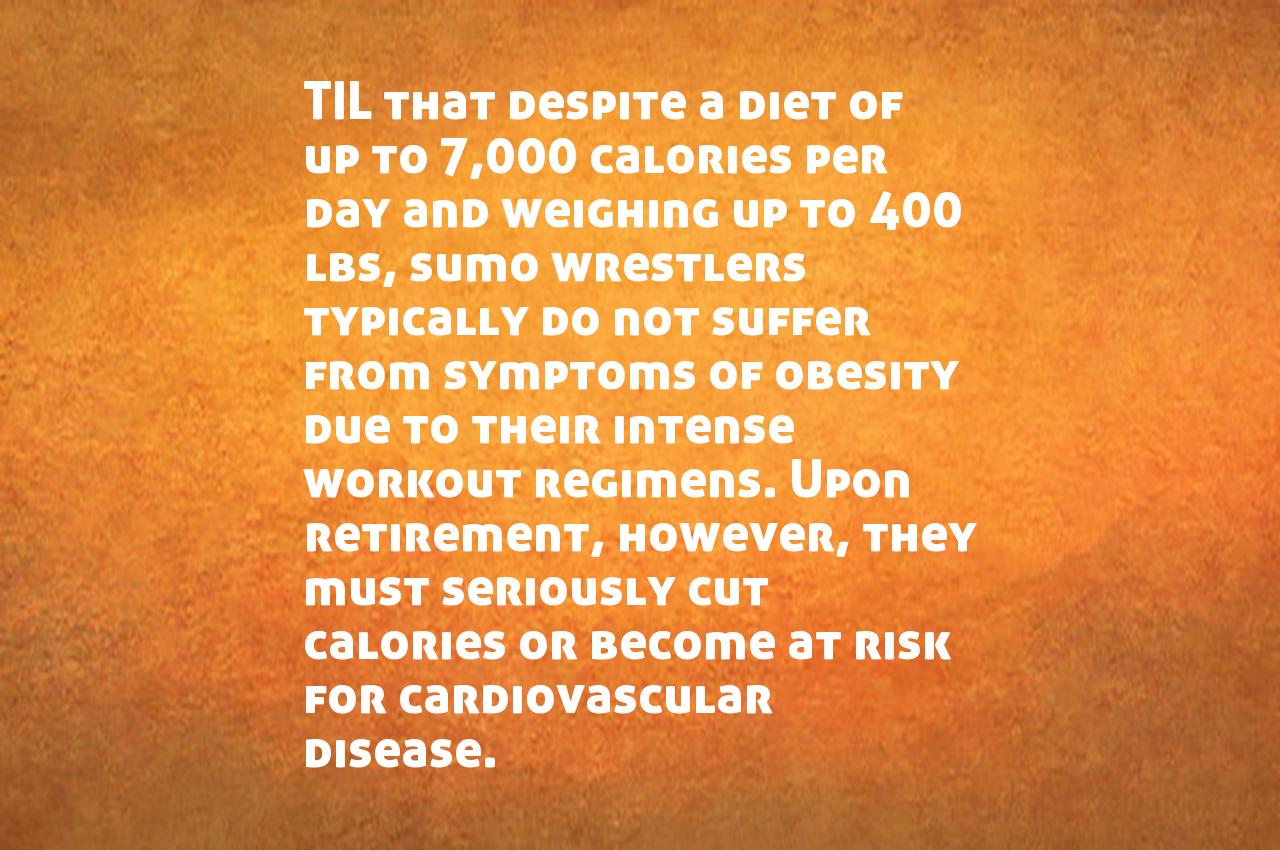 TIL that despite a diet of
up to 7,000 calories per
day and weighing up to 400
lbs, sumo wrestlers
typically do not suffer
from symptoms of obesity
due to their intense
workout regimens. Upon
retirement, however, they
must seriously cut
calories or become at risk
for cardiovascular
disease.